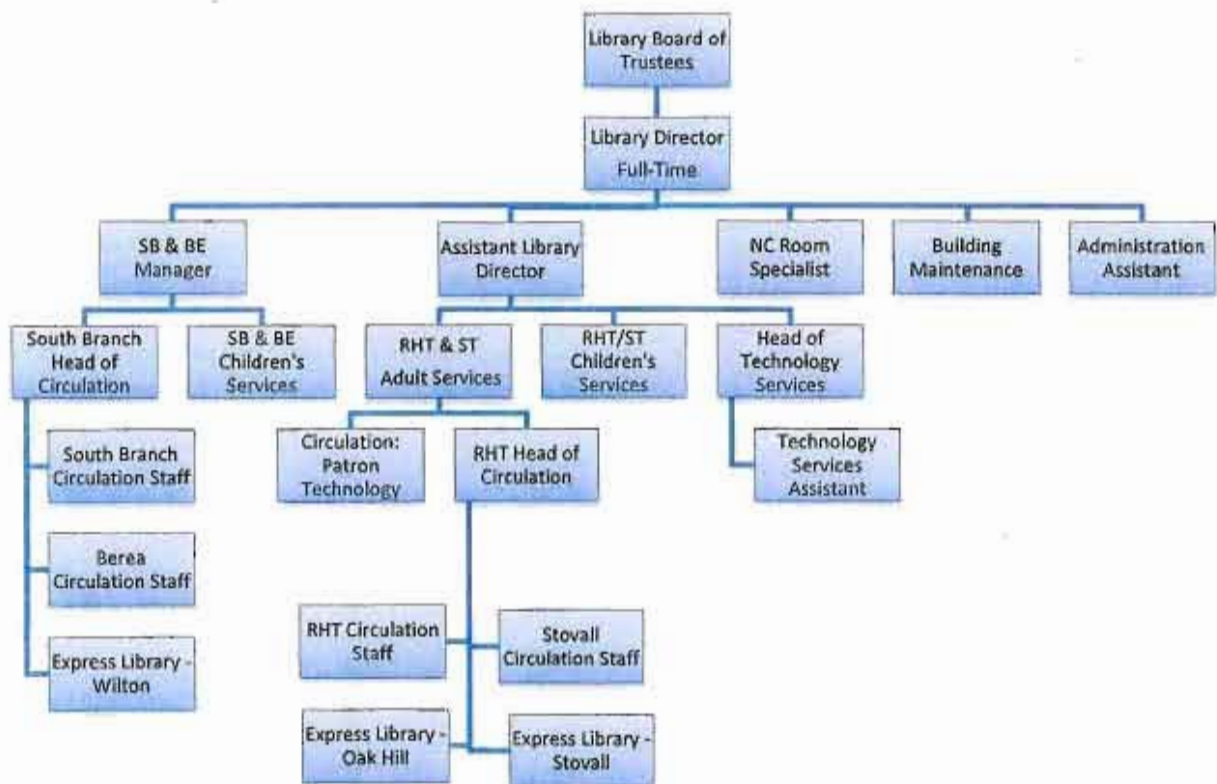 Library Board of
Trustees
Library Director
Full-Time
SB & BE
Manager
Assistant Library
Director
NC Room
Specialist
Building
Maintenance
Administration
Assistant
South Branch
Head of
Circulation
SB & BE
Children's
Services
RHT & ST
Adult Services
RHT/ST
Children's
Services
Head of
Technology
Services
South Branch
Circulation Staff
Circulation:
Patron
Technology
RHT Head of
Circulation
Technology
Services
Assistant
Berea
Circulation Staff
RHT Circulation
Staff
Stovall
Circulation Staff
Express Library -
Wilton
Express Library -
Oak Hill
Express Library -
Stovall